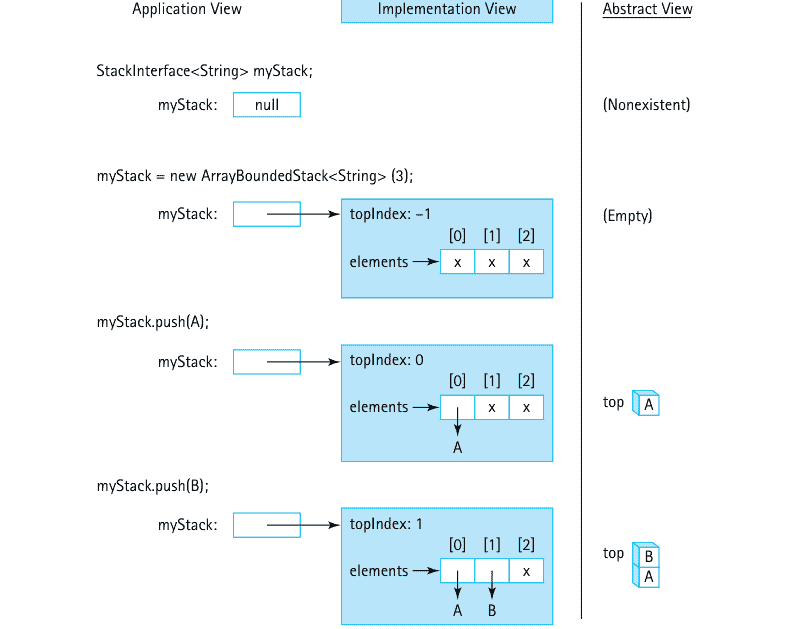 Application View Implementation View Abstract View
StackInterface<String> myStack;
myStack: null (Nonexistent)
myStack = new ArrayBoundedStack<String> (3);
myStack: topIndex: –1 (Empty)
[0] [1] [2]
elements x x x
myStack.push(A);
myStack: topIndex: 0
[0] [1] [2]
elements x x top A
A
myStack.push(B);
myStack: topIndex: 1
[0] [1] [2]
top B
elements x A
A B